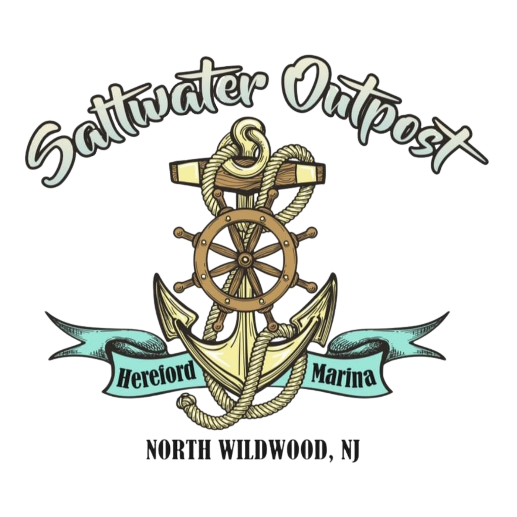 Saltwater Outpost
Hereford Marina
NORTH WILDWOOD, NJ